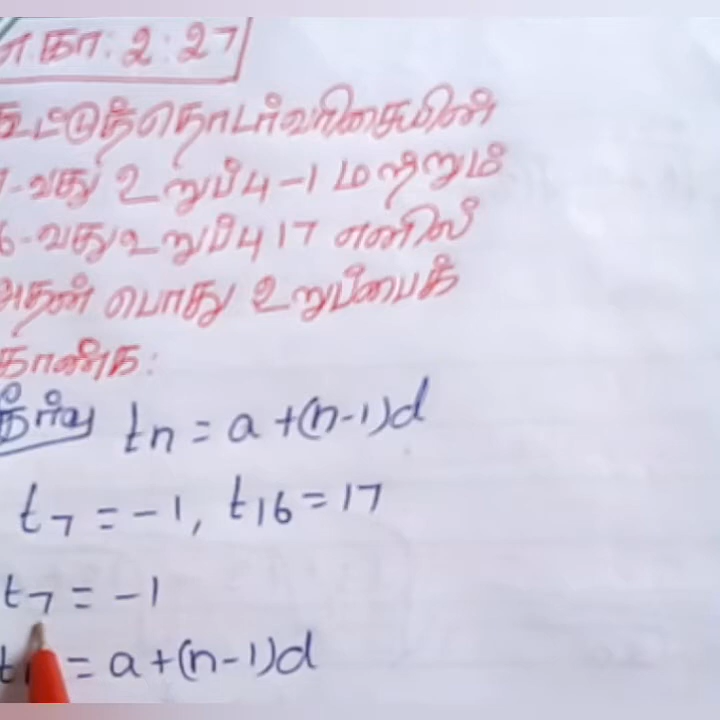 எ.கா: 2:27
கூட்டுத்தொடர்வரிசையின்
7-வது உறுப்பு -1 மற்றும்
6-வது உறுப்பு 17 எனில்
அதன் பொது உறுப்பைக்
காண்க:
தீர்வு tn = a + (n-1)d
t7 = -1, t16 = 17
t7 = -1
= a + (n-1)d